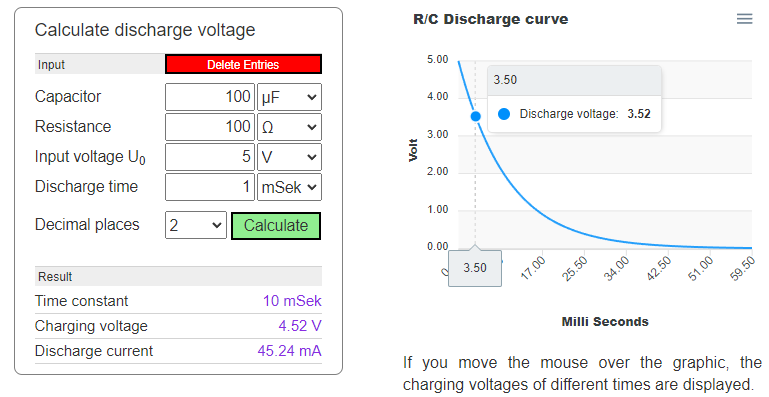 Calculate discharge voltage
Input Delete Entries
Capacitor 100 µF
Resistance 100 Ω
Input voltage U₀ 5 V
Discharge time 1 mSek
Decimal places 2 Calculate
Result
Time constant 10 mSek
Charging voltage 4.52 V
Discharge current 45.24 mA
R/C Discharge curve
5.00
4.00
3.00
2.00
1.00
0.00
Volt
3.50
Discharge voltage: 3.52
3.50
17.00 25.50 34.00 42.50 51.00 59.50
Milli Seconds
If you move the mouse over the graphic, the
charging voltages of different times are displayed.